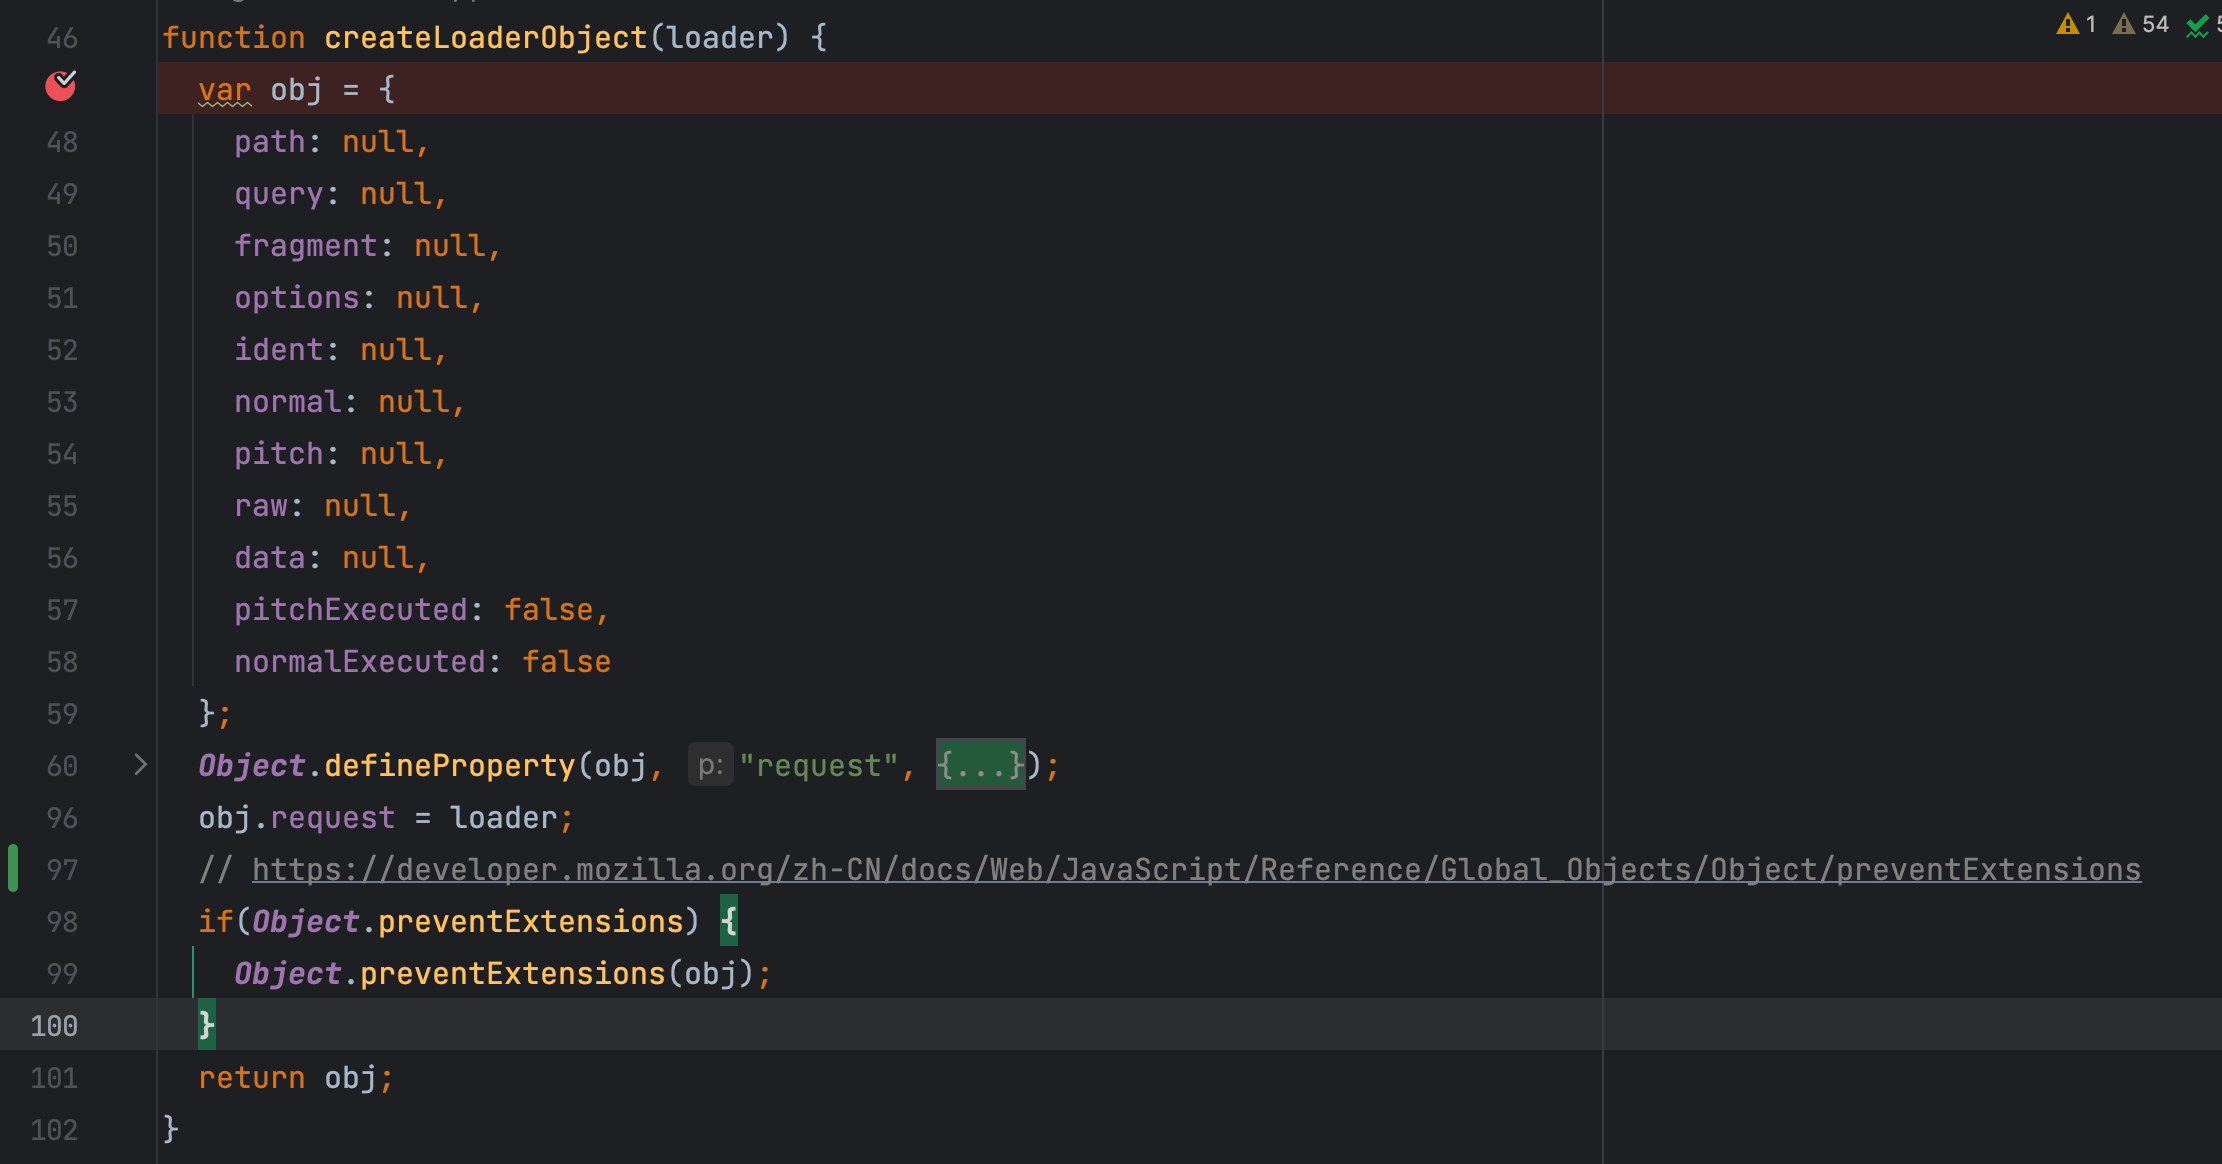 1 54 5
46 function createLoaderObject(loader) {
var obj = {
48 path: null,
49 query: null,
50 fragment: null,
51 options: null,
52 ident: null,
53 normal: null,
54 pitch: null,
55 raw: null,
56 data: null,
57 pitchExecuted: false,
58 normalExecuted: false
59 };
60 Object.defineProperty(obj, p: "request", {...});
96 obj.request = loader;
97 // https://developer.mozilla.org/zh-CN/docs/Web/JavaScript/Reference/Global_Objects/Object/preventExtensions
98 if(Object.preventExtensions) {
99 Object.preventExtensions(obj);
100 }
101 return obj;
102 }